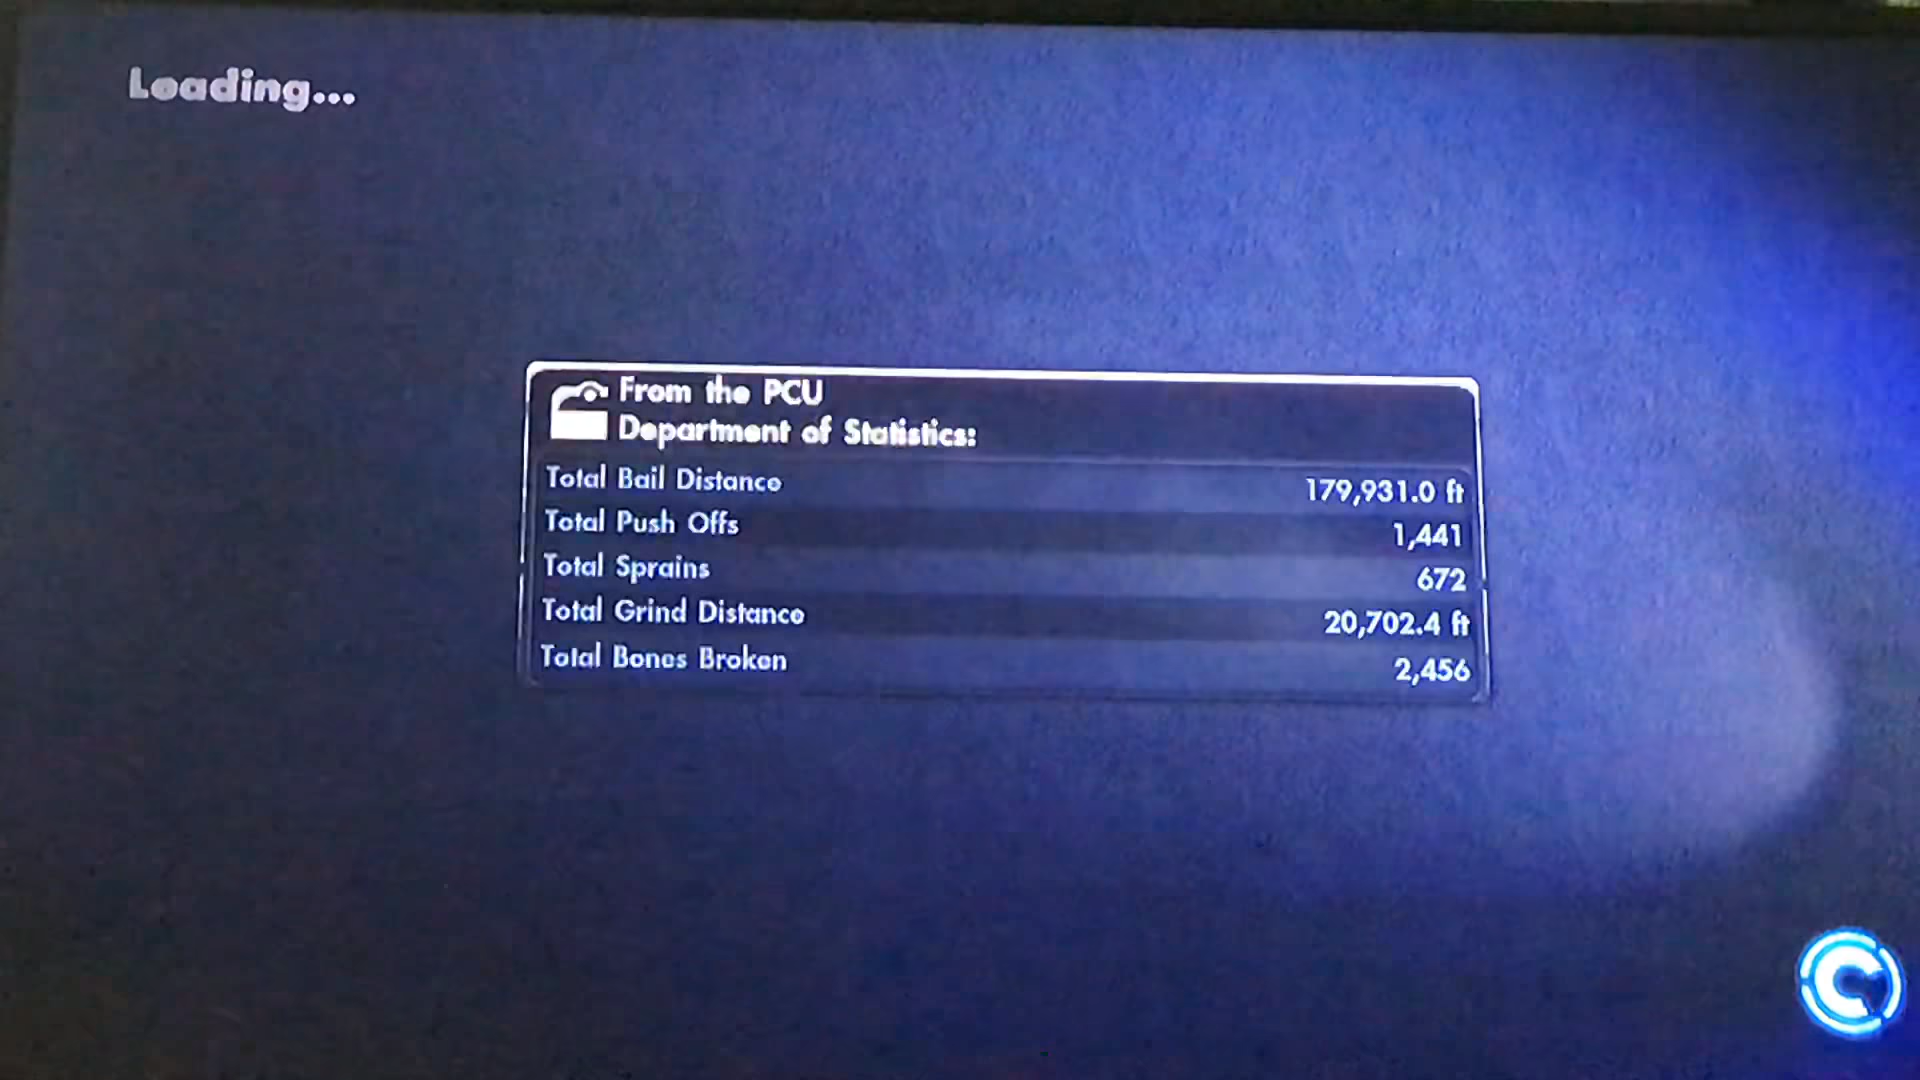 Loading...
From the PCU
Department of Statistics:
Total Bail Distance 179,931.0 ft
Total Push Offs 1,441
Total Sprains 672
Total Grind Distance 20,702.4 ft
Total Bones Broken 2,456